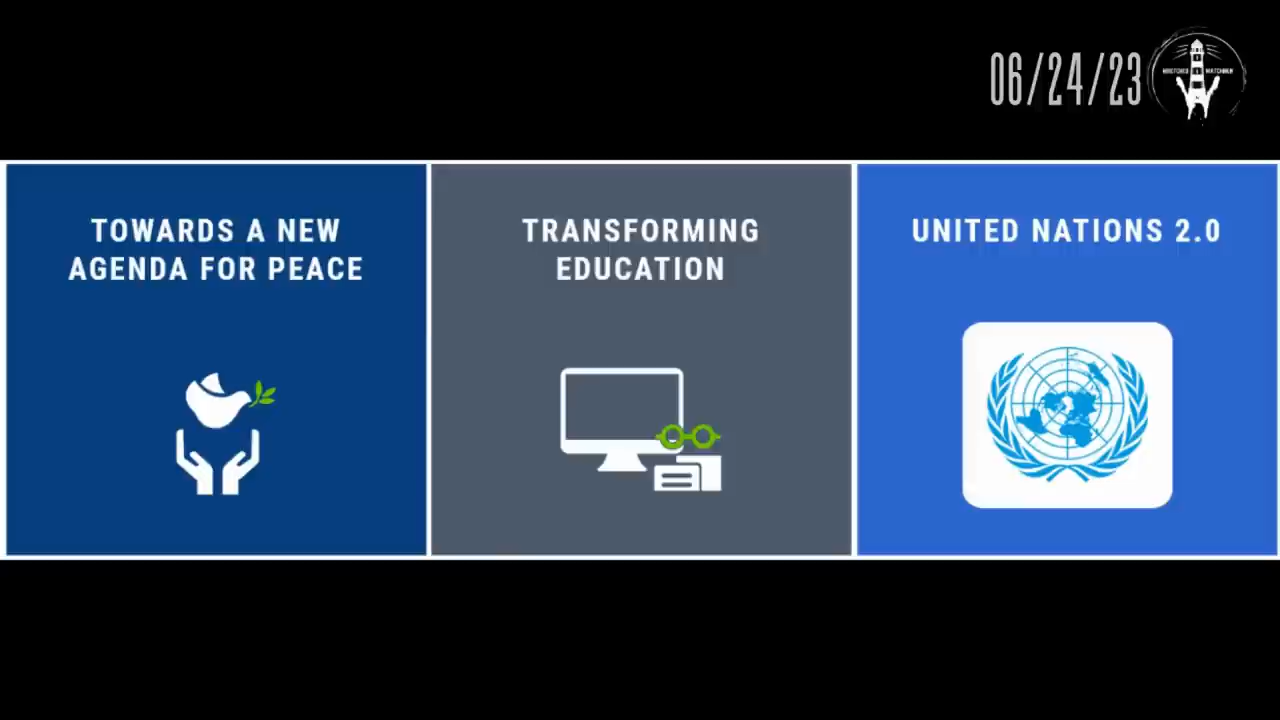 06/24/23
TOWARDS A NEW
AGENDA FOR PEACE
TRANSFORMING
EDUCATION
UNITED NATIONS 2.0